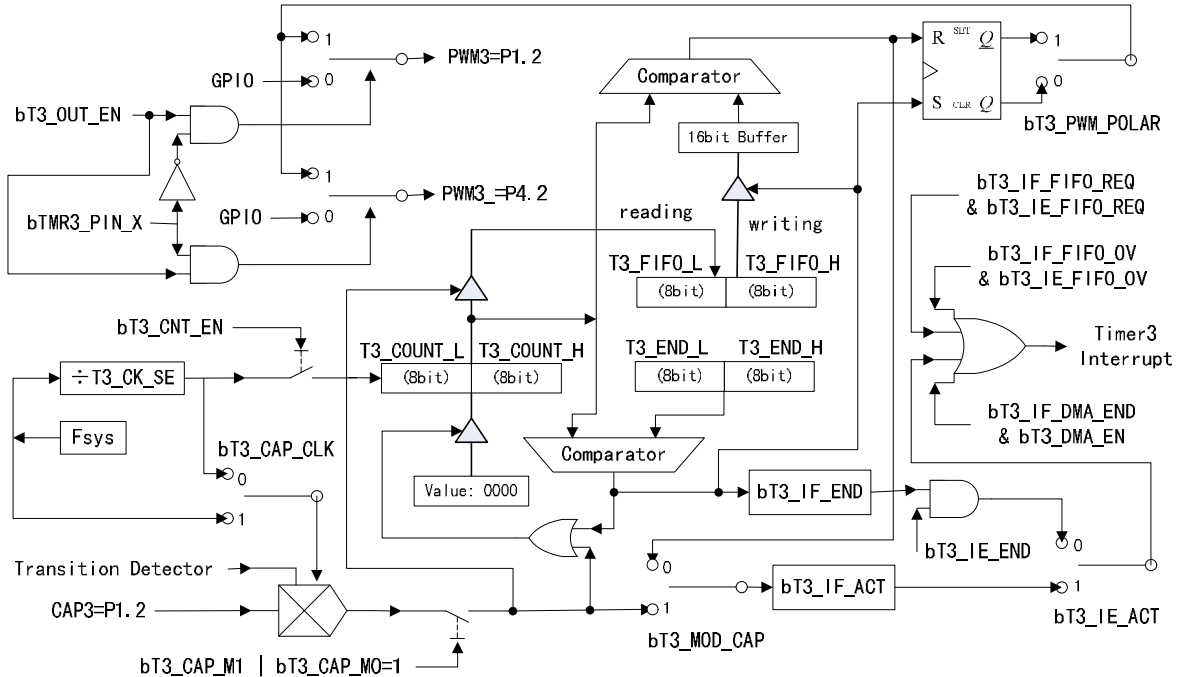 1
PWM3=P1.2
GPIO
0
bT3_OUT_EN
1
PWM3_=P4.2
GPIO
0
bTMR3_PIN_X
Comparator
16bit Buffer
R
SET
Q
S
CLR
Q
1
0
bT3_PWM_POLAR
reading
writing
T3_FIFO_L
T3_FIFO_H
(8bit)
(8bit)
bT3_IF_FIFO_REQ
& bT3_IE_FIFO_REQ
bT3_IF_FIFO_OV
& bT3_IE_FIFO_OV
Timer3
Interrupt
bT3_IF_DMA_END
& bT3_DMA_EN
bT3_CNT_EN
÷T3_CK_SE
T3_COUNT_L
T3_COUNT_H
(8bit)
(8bit)
T3_END_L
T3_END_H
(8bit)
(8bit)
Fsys
bT3_CAP_CLK
0
1
Value: 0000
Comparator
bT3_IF_END
bT3_IE_END
0
1
bT3_IE_ACT
Transition Detector
CAP3=P1.2
bT3_CAP_M1 | bT3_CAP_M0=1
0
1
bT3_MOD_CAP
bT3_IF_ACT